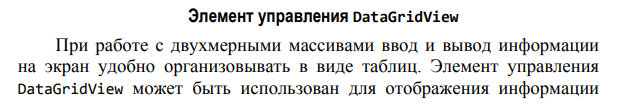 Элемент управления DataGridView
При работе с двухмерными массивами ввод и вывод информации
на экран удобно организовывать в виде таблиц. Элемент управления
DataGridView может быть использован для отображения информации